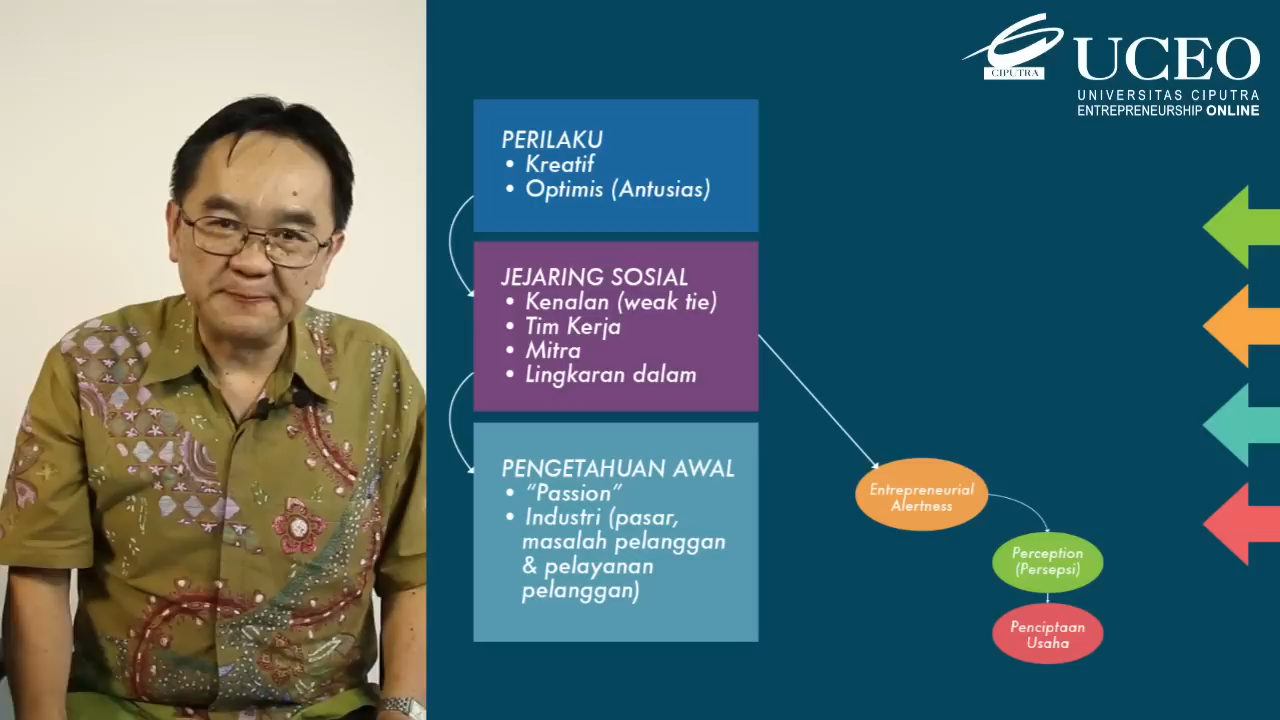 CIPUTRA
UCEO
UNIVERSITAS CIPUTRA
ENTREPRENEURSHIP ONLINE
PERILAKU
• Kreatif
• Optimis (Antusias)
JEJARING SOSIAL
• Kenalan (weak tie)
• Tim Kerja
• Mitra
• Lingkaran dalam
PENGETAHUAN AWAL
• “Passion”
• Industri (pasar,
masalah pelanggan
& pelayanan
pelanggan)
Entrepreneurial
Alertness
Perception
(Persepsi)
Penciptaan
Usaha